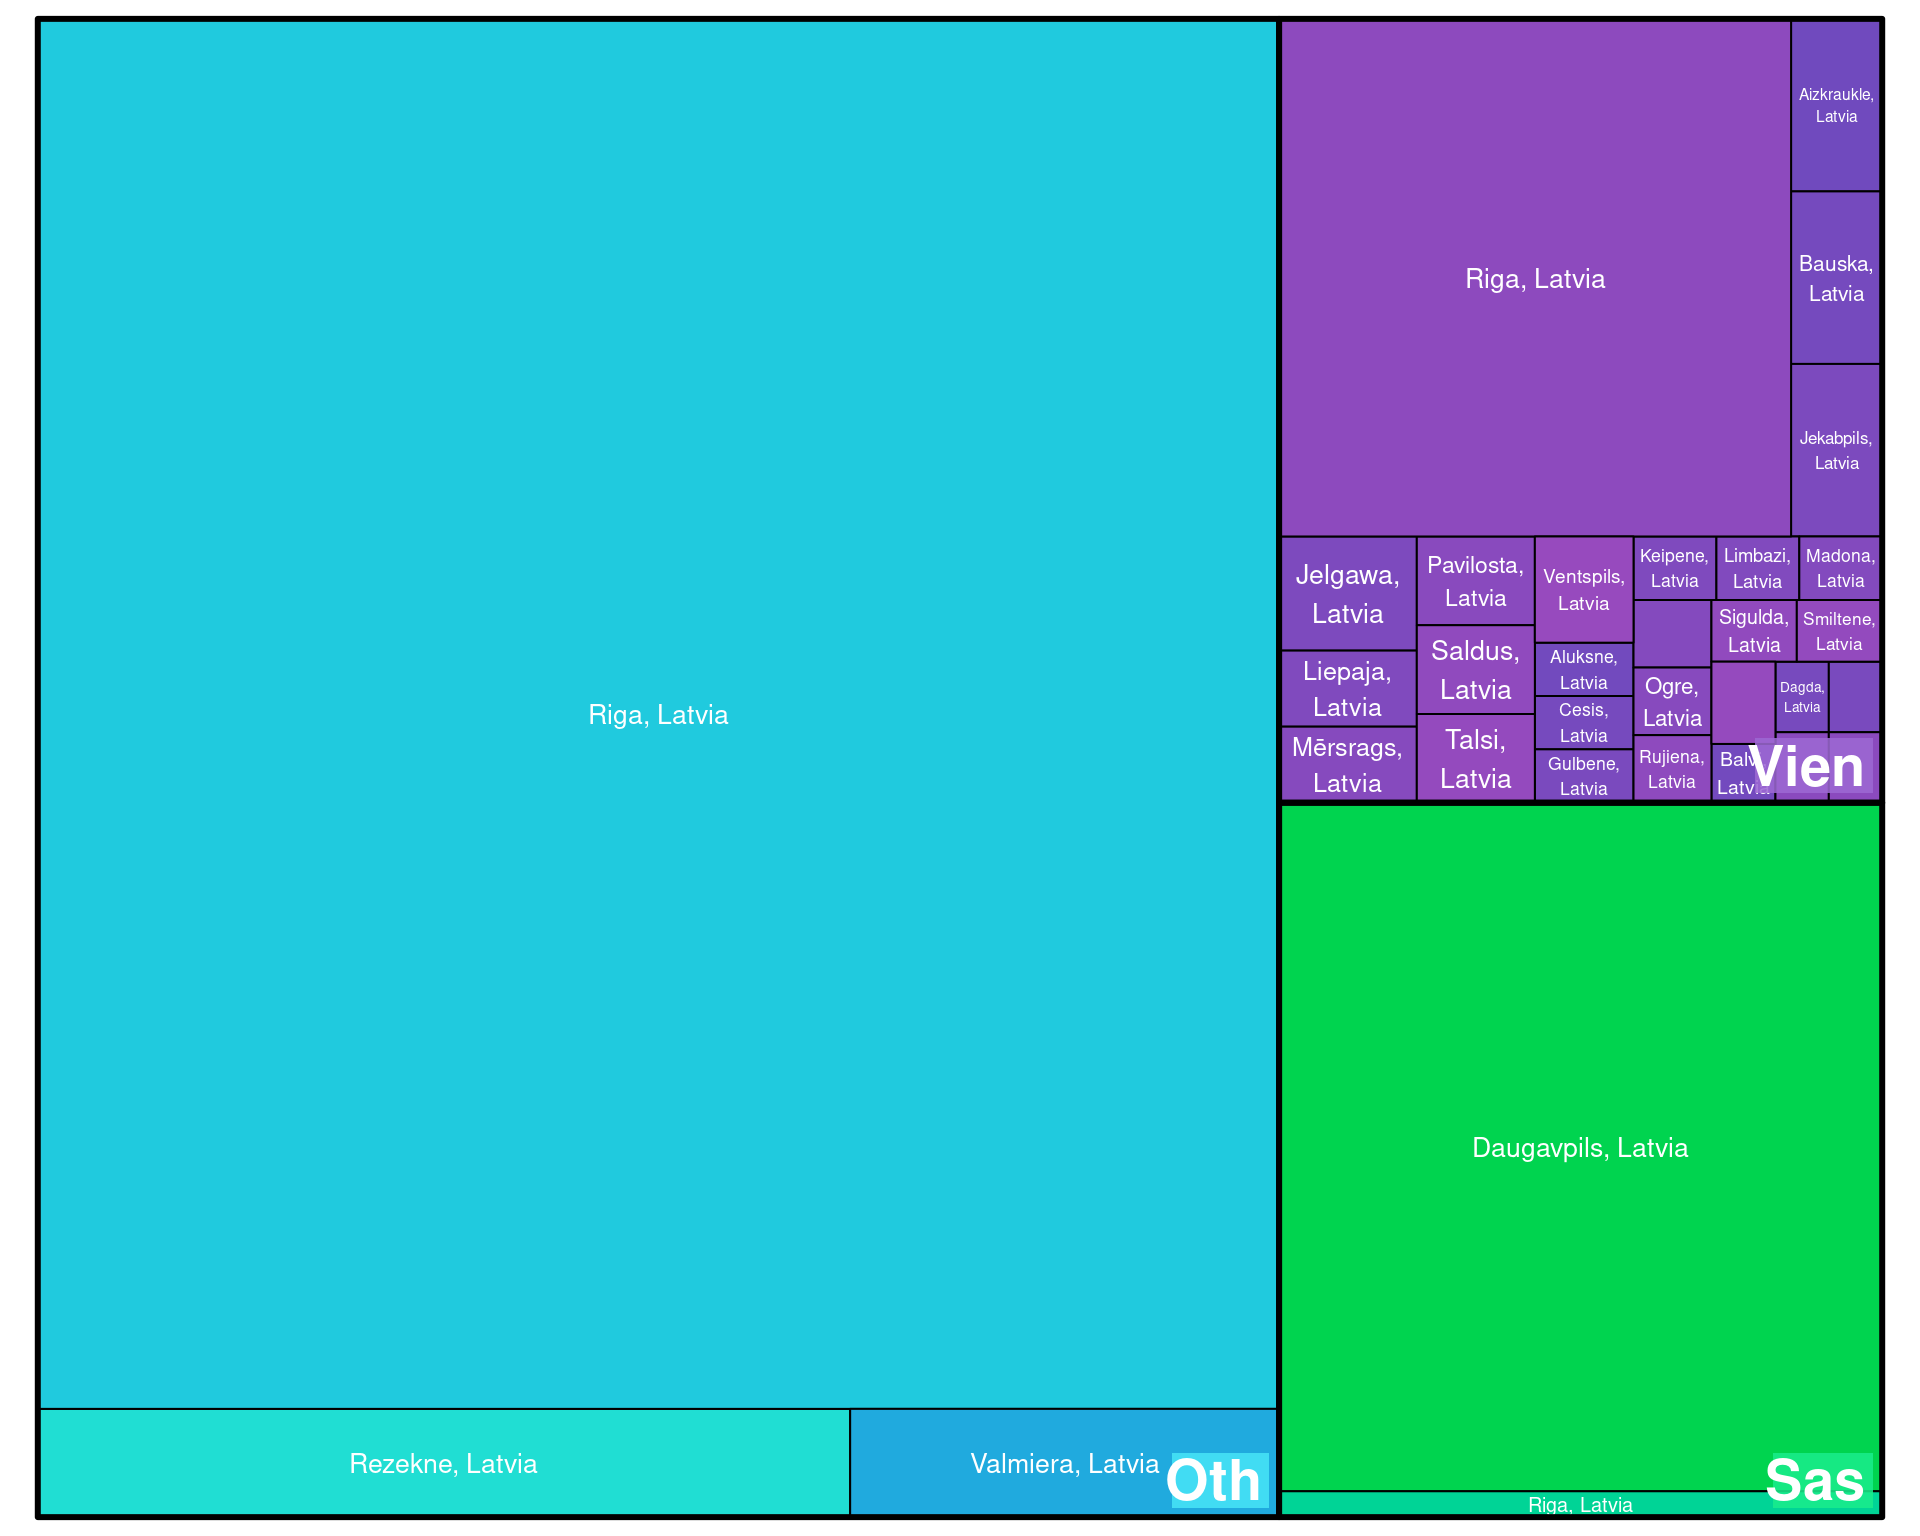 Riga, Latvia
Rezekne, Latvia
Valmiera, Latvia
Oth
Riga, Latvia
Aizkraukle,
Latvia
Bauska,
Latvia
Jekabpils,
Latvia
Jelgawa,
Latvia
Liepaja,
Latvia
Mērsrags,
Latvia
Pavilosta,
Latvia
Saldus,
Latvia
Talsi,
Latvia
Ventspils,
Latvia
Aluksne,
Latvia
Cesis,
Latvia
Gulbene,
Latvia
Keipene,
Latvia
Limbazi,
Latvia
Madona,
Latvia
Ogre,
Latvia
Rujiena,
Latvia
Sigulda,
Latvia
Smiltene,
Latvia
Dagda,
Latvia
Latvia
Vien
Daugavpils, Latvia
Riga, Latvia
Sas